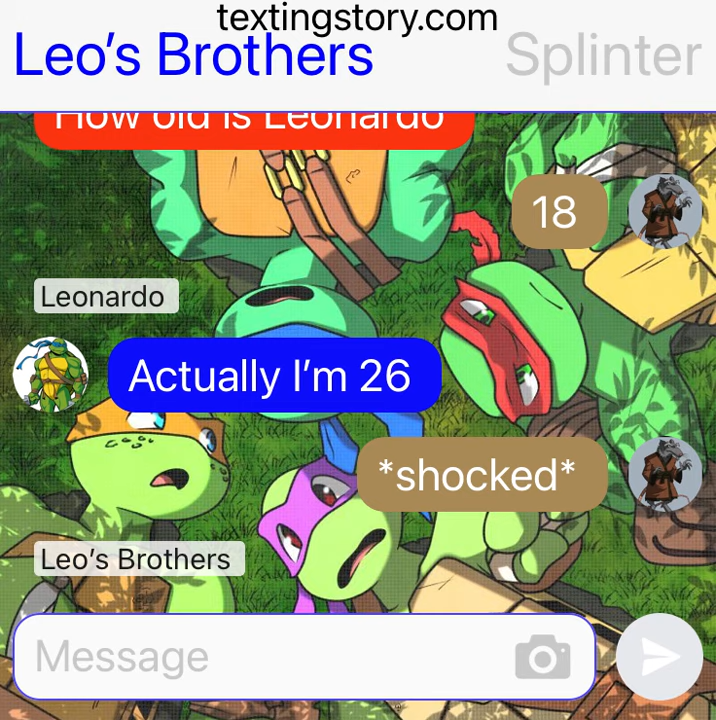 textingstory.com
Leo’s Brothers
Splinter
How old is Leonardo
18
Leonardo
Actually I’m 26
*shocked*
Leo’s Brothers
Message